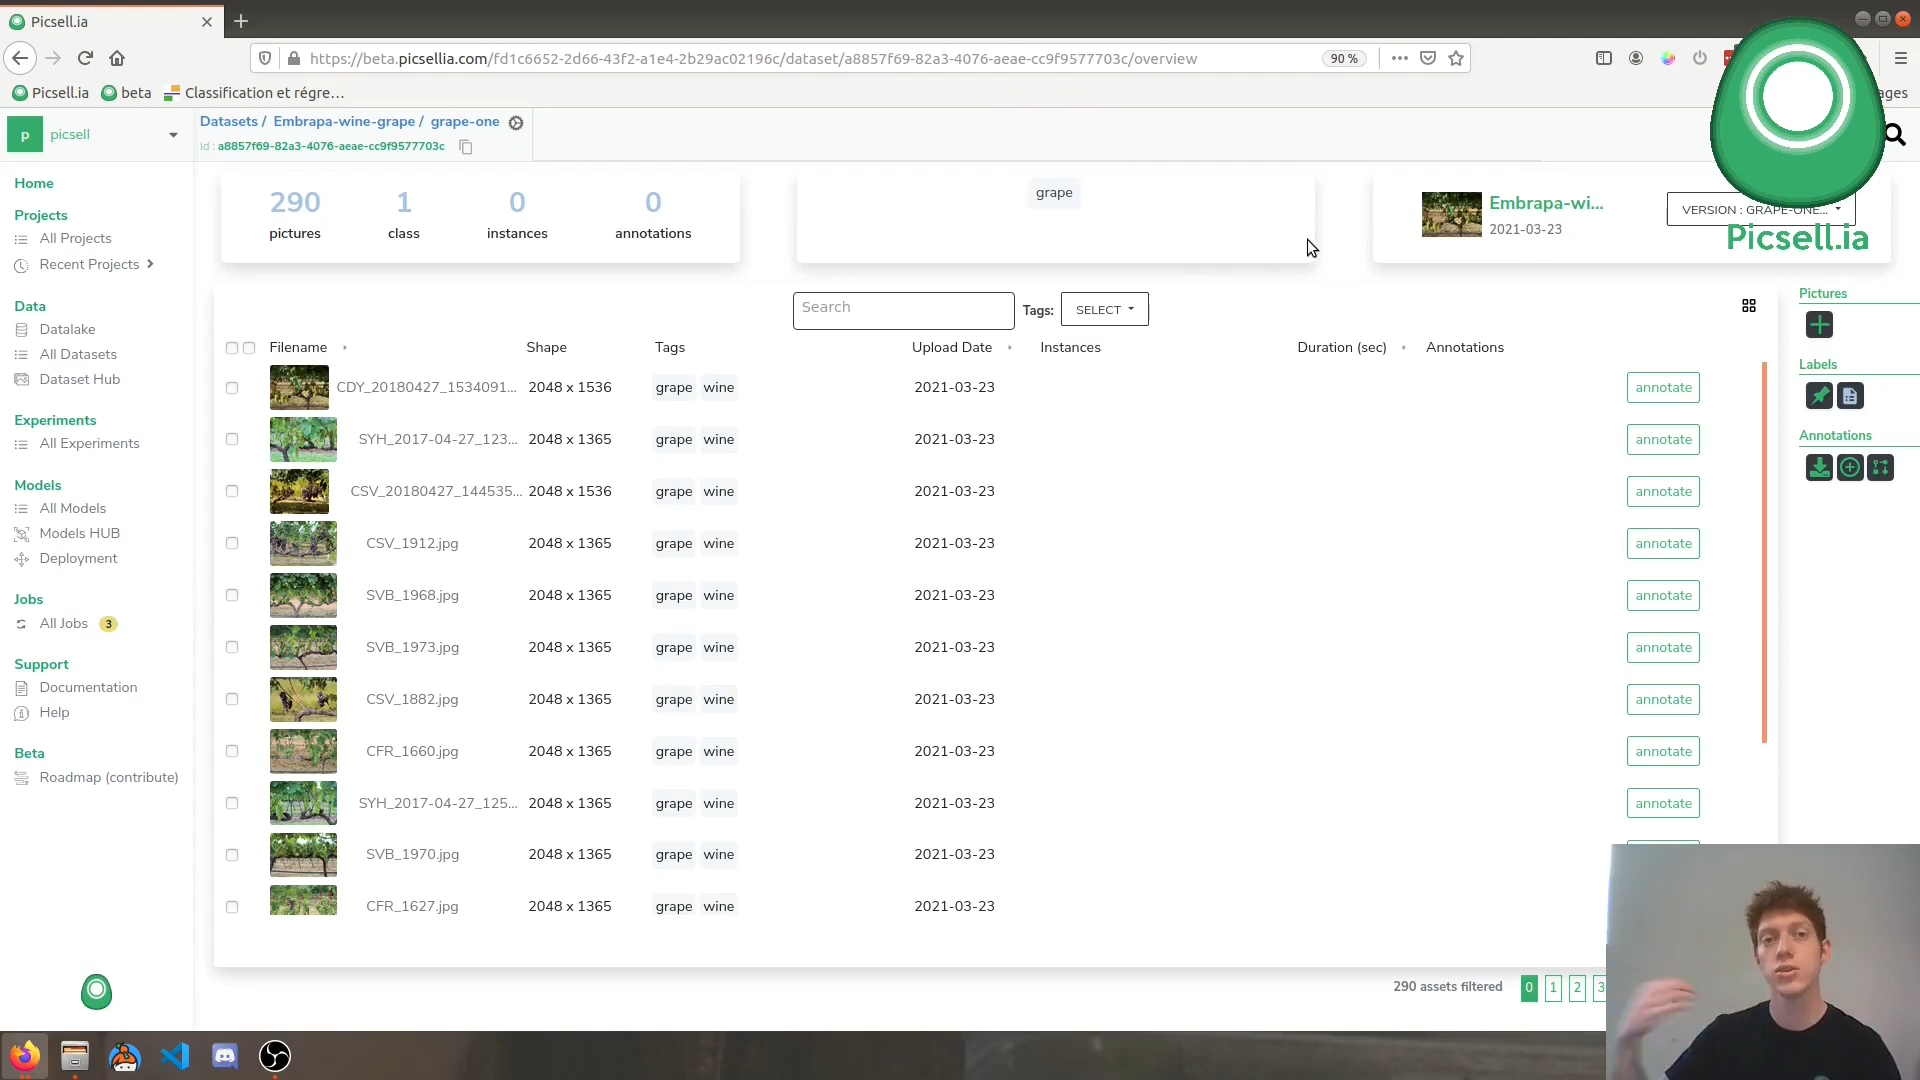 Picsell.ia
https://beta.picsellia.com/fd1c6652-2d66-43f2-a1e4-2b29ac02196c/dataset/a8857f69-82a3-4076-aeae-cc9f9577703c/overview
90 %
Picsell.ia
beta
Classification et régre…
ages
p
picsell
Datasets / Embrapa-wine-grape / grape-one
Id : a8857f69-82a3-4076-aeae-cc9f9577703c
Home
Projects
All Projects
Recent Projects
Data
Datalake
All Datasets
Dataset Hub
Experiments
All Experiments
Models
All Models
Models HUB
Deployment
Jobs
All Jobs 3
Support
Documentation
Help
Beta
Roadmap (contribute)
290 1 0 0
pictures class instances annotations
grape
Embrapa-wi...
2021-03-23
VERSION : GRAPE-ONE...
Picsell.ia
Search
Tags:
SELECT
Filename Shape Tags Upload Date Instances Duration (sec) Annotations
CDY_20180427_1534091... 2048 x 1536 grape wine 2021-03-23 annotate
SYH_2017-04-27_123... 2048 x 1365 grape wine 2021-03-23 annotate
CSV_20180427_144535... 2048 x 1536 grape wine 2021-03-23 annotate
CSV_1912.jpg 2048 x 1365 grape wine 2021-03-23 annotate
SVB_1968.jpg 2048 x 1365 grape wine 2021-03-23 annotate
SVB_1973.jpg 2048 x 1365 grape wine 2021-03-23 annotate
CSV_1882.jpg 2048 x 1365 grape wine 2021-03-23 annotate
CFR_1660.jpg 2048 x 1365 grape wine 2021-03-23 annotate
SYH_2017-04-27_125... 2048 x 1365 grape wine 2021-03-23 annotate
SVB_1970.jpg 2048 x 1365 grape wine 2021-03-23
CFR_1627.jpg 2048 x 1365 grape wine 2021-03-23
Pictures
Labels
Annotations
290 assets filtered 0 1 2 3